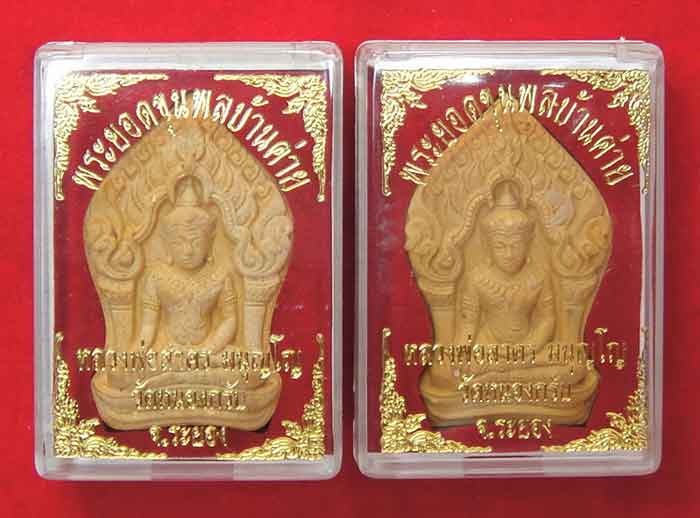 พระยอดขุนพลบ้านค่าย
หลวงพ่อสาคร มนุญฺโญ
วัดหนองกรับ
จ.ระยอง
พระยอดขุนพลบ้านค่าย
หลวงพ่อสาคร มนุญฺโญ
วัดหนองกรับ
จ.ระยอง